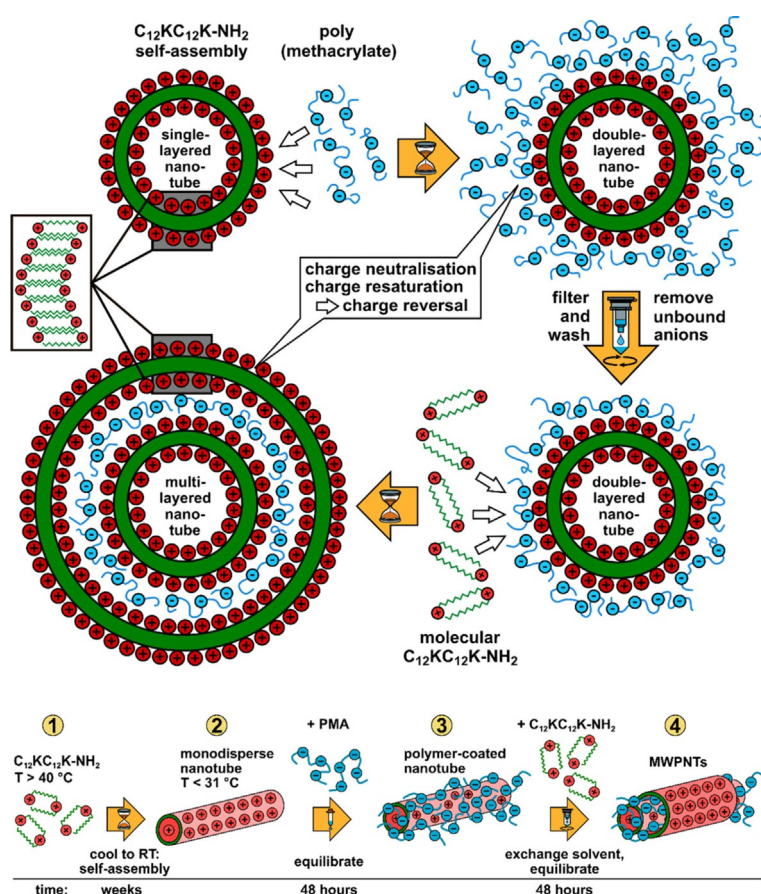 C₁₂KC₁₂K-NH₂
self-assembly
poly
(methacrylate)
single-
layered
nano-
tube
double-
layered
nano-
tube
charge neutralisation
charge resaturation
charge reversal
filter
and
wash
remove
unbound
anions
multi-
layered
nano-
tube
double-
layered
nano-
tube
molecular
C₁₂KC₁₂K-NH₂
1
C₁₂KC₁₂K-NH₂
T > 40 °C
cool to RT:
self-assembly
2
monodisperse
nanotube
T < 31 °C
+ PMA
equilibrate
3
polymer-coated
nanotube
+ C₁₂KC₁₂K-NH₂
exchange solvent,
equilibrate
4
MWPNTs
time: weeks 48 hours 48 hours